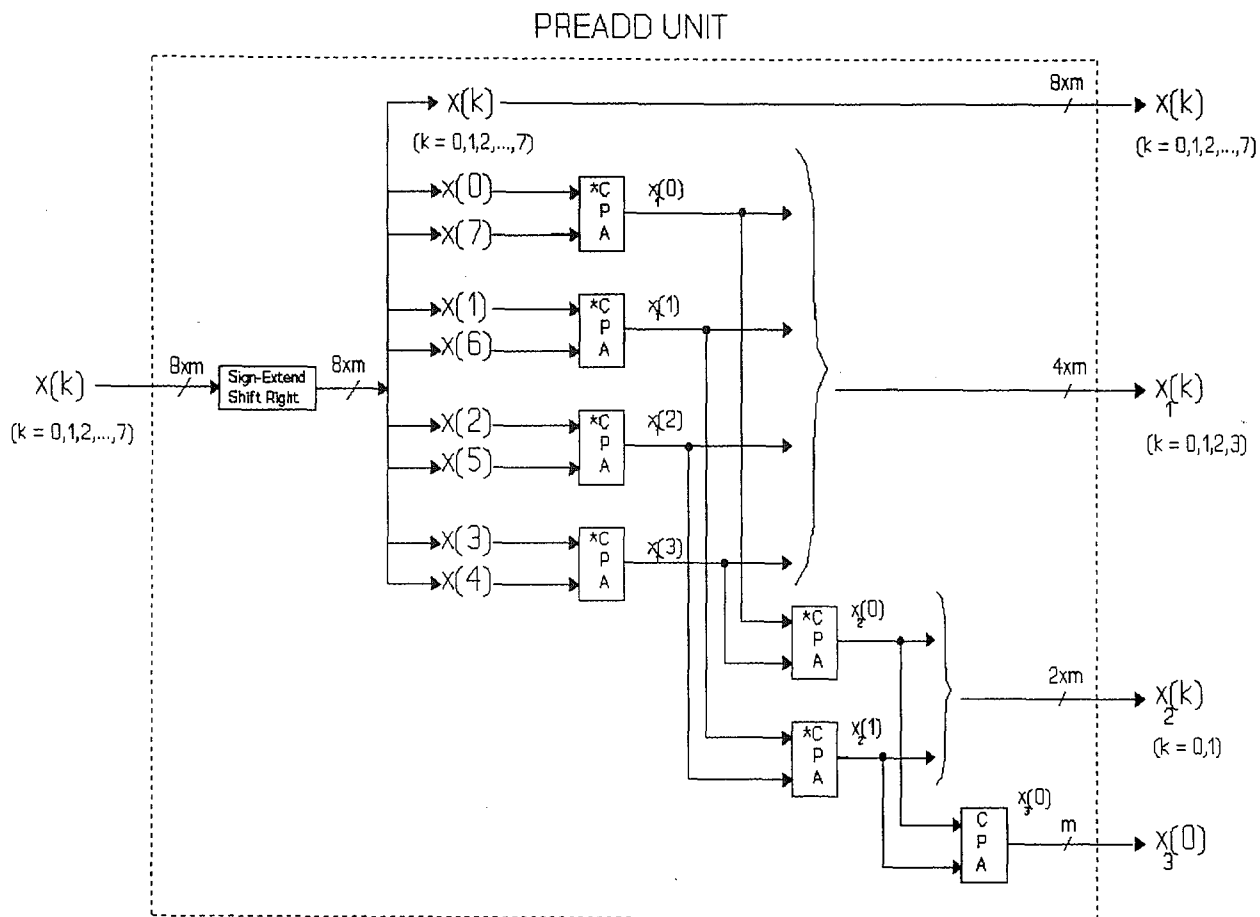 PREADD UNIT
X(k)
(k = 0,1,2,...,7)
8xm
Sign-Extend
Shift Right
8xm
X(k)
(k = 0,1,2,...,7)
X(0)
X(7)
*C
P
A
x1(0)
X(1)
X(6)
*C
P
A
x1(1)
X(2)
X(5)
*C
P
A
x1(2)
X(3)
X(4)
*C
P
A
x1(3)
*C
P
A
x2(0)
*C
P
A
x2(1)
C
P
A
x3(0)
8xm
X(k)
(k = 0,1,2,...,7)
4xm
X1(k)
(k = 0,1,2,3)
2xm
X2(k)
(k = 0,1)
m
X3(0)